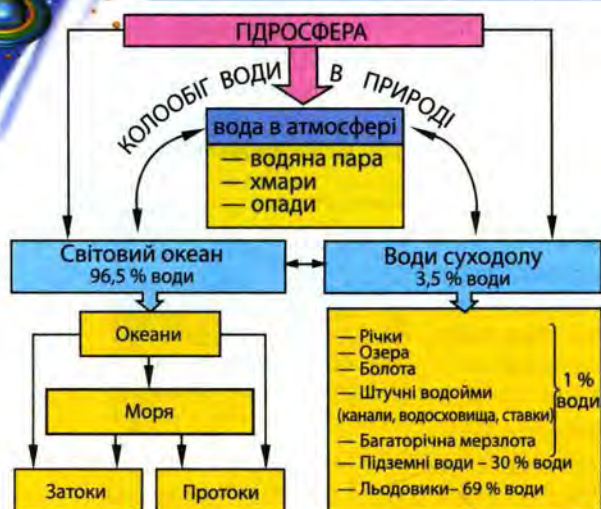 ГІДРОСФЕРА
КОЛООБІГ ВОДИ В ПРИРОДІ
вода в атмосфері
— водяна пара
— хмари
— опади
Світовий океан
96,5 % води
Води суходолу
3,5 % води
Океани
Моря
Затоки
Протоки
— Річки
— Озера
— Болота
— Штучні водойми
(канали, водосховища, ставки)
— Багаторічна мерзлота
1 %
води
— Підземні води – 30 % води
— Льодовики– 69 % води